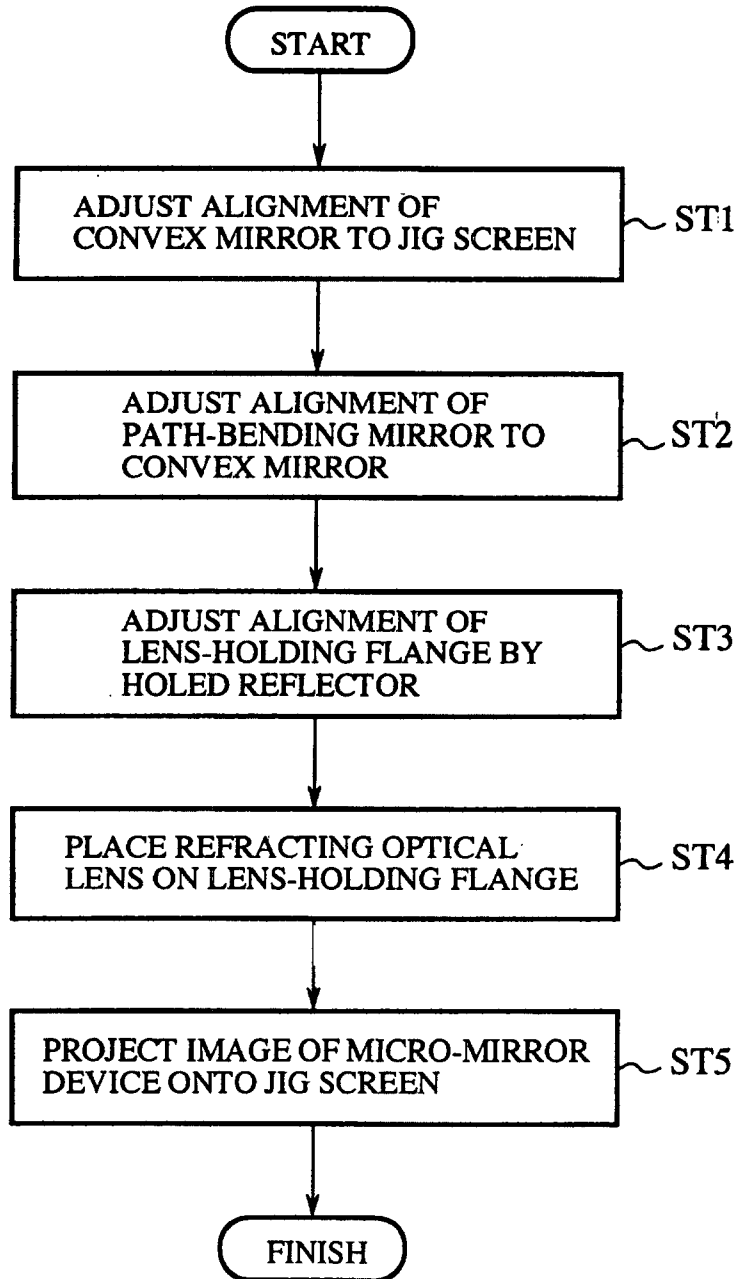 START
ADJUST ALIGNMENT OF
CONVEX MIRROR TO JIG SCREEN
ST1
ADJUST ALIGNMENT OF
PATH-BENDING MIRROR TO
CONVEX MIRROR
ST2
ADJUST ALIGNMENT OF
LENS-HOLDING FLANGE BY
HOLED REFLECTOR
ST3
PLACE REFRACTING OPTICAL
LENS ON LENS-HOLDING FLANGE
ST4
PROJECT IMAGE OF MICRO-MIRROR
DEVICE ONTO JIG SCREEN
ST5
FINISH